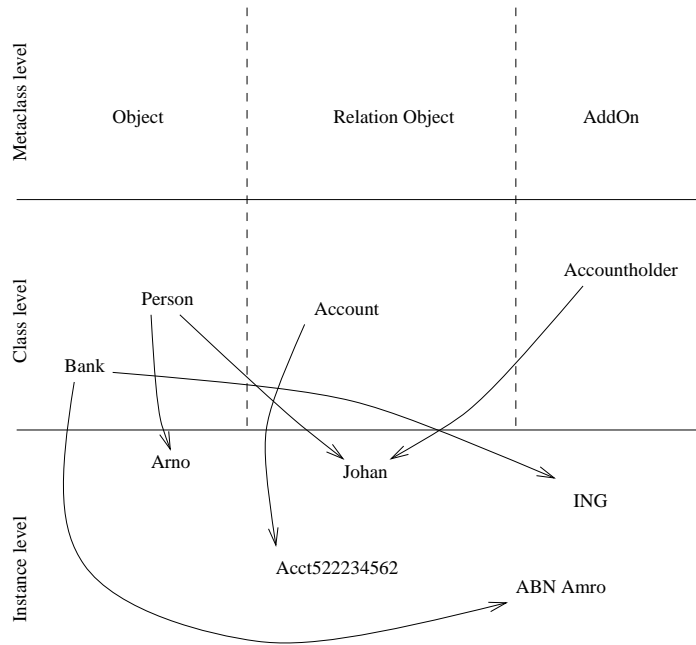 Metaclass level
Object
Relation Object
AddOn
Class level
Accountholder
Person
Account
Bank
Instance level
Arno
Johan
ING
Acct522234562
ABN Amro